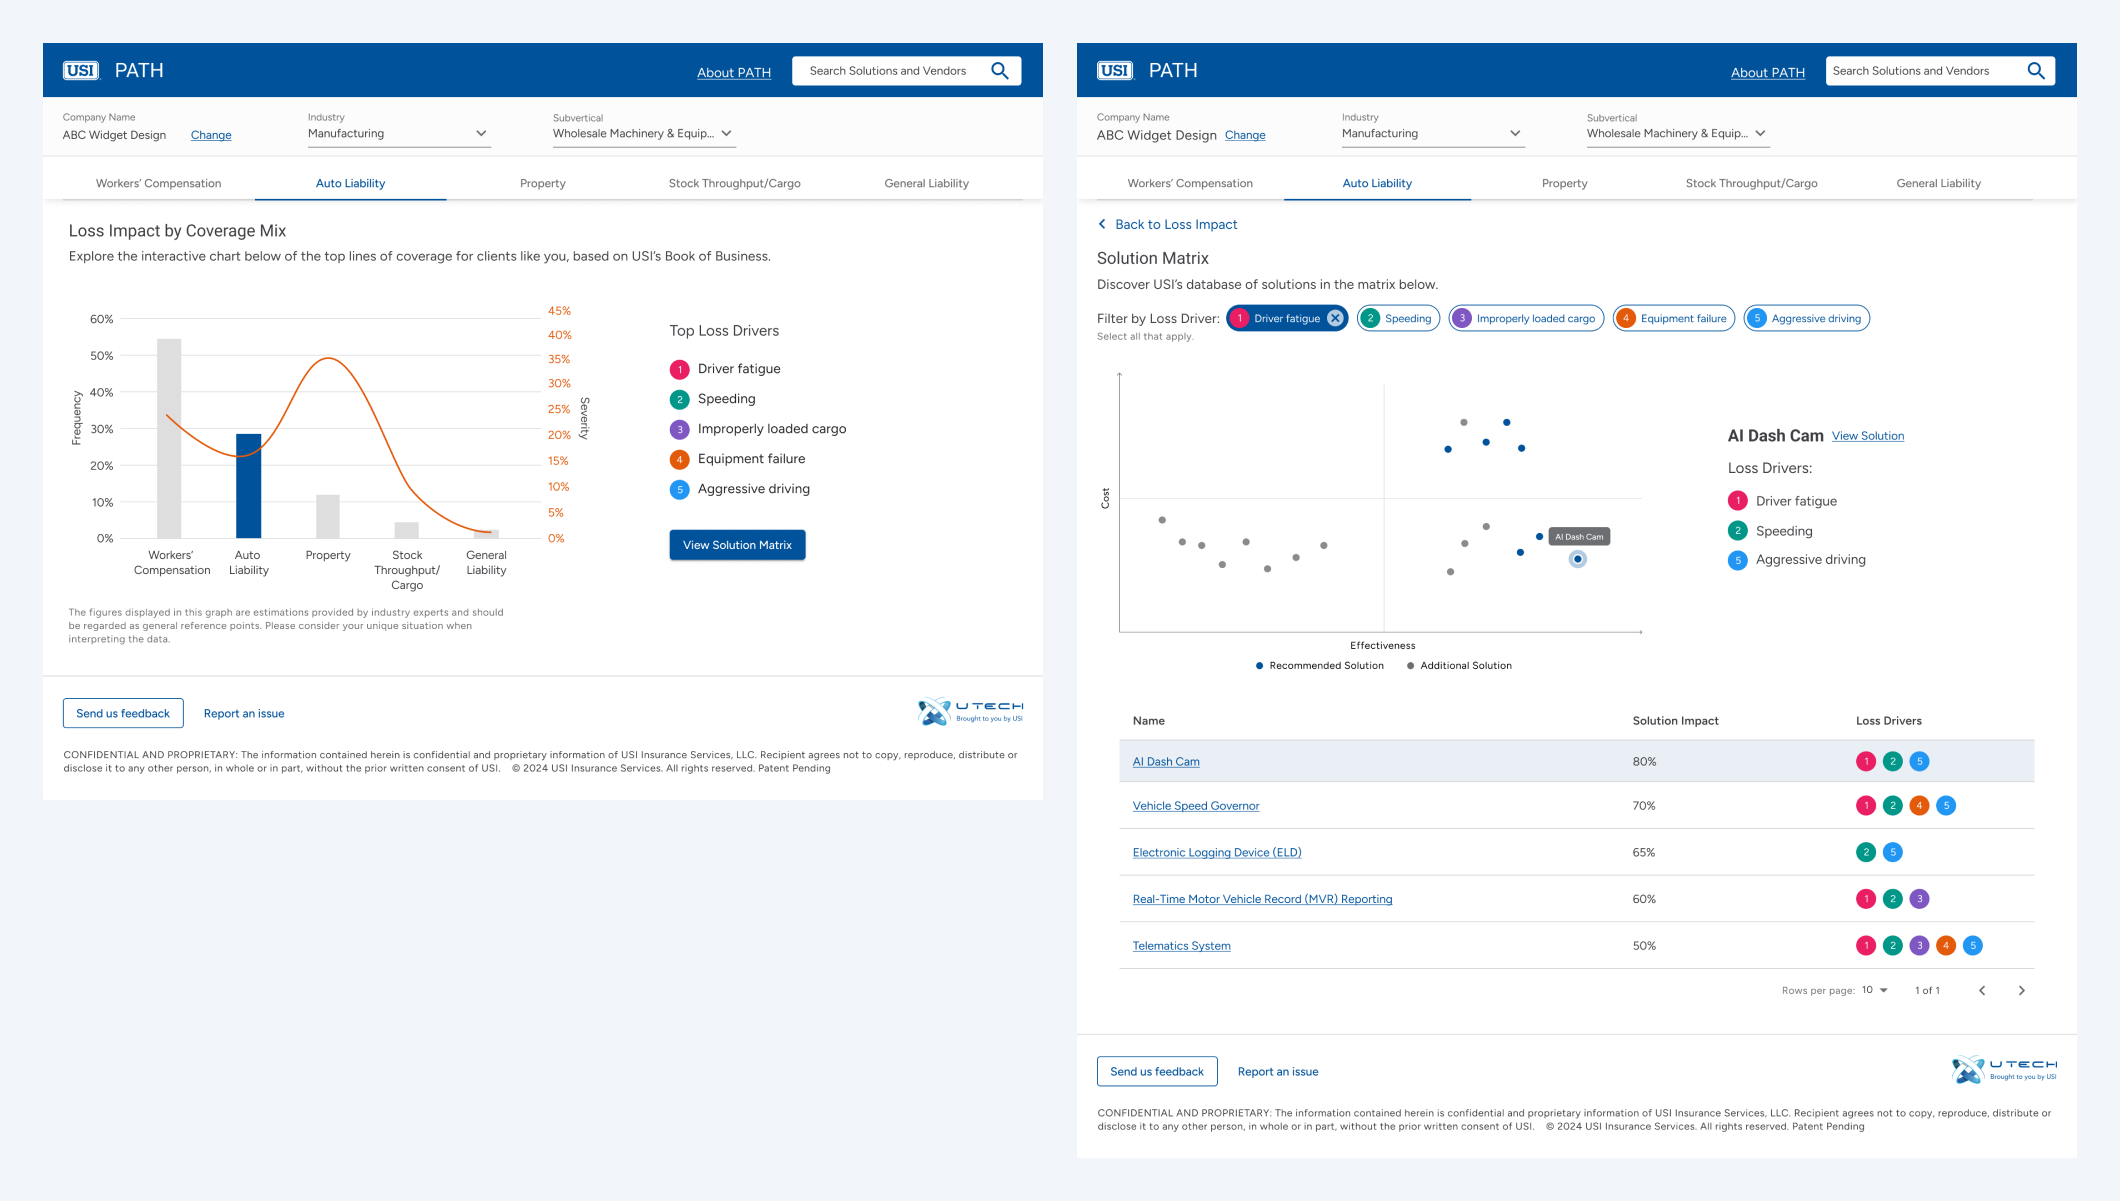 USI PATH
About PATH
Search Solutions and Vendors
Company Name
ABC Widget Design
Change
Industry
Manufacturing
Subvertical
Wholesale Machinery & Equip...
Workers' Compensation
Auto Liability
Property
Stock Throughput/Cargo
General Liability
Loss Impact by Coverage Mix
Explore the interactive chart below of the top lines of coverage for clients like you, based on USI's Book of Business.
Frequency
60%
50%
40%
30%
20%
10%
0%
45%
40%
35%
30%
25%
20%
15%
10%
5%
0%
Severity
Workers'
Compensation
Auto
Liability
Property
Stock
Throughput/
Cargo
General
Liability
Top Loss Drivers
1 Driver fatigue
2 Speeding
3 Improperly loaded cargo
4 Equipment failure
5 Aggressive driving
View Solution Matrix
The figures displayed in this graph are estimations provided by industry experts and should
be regarded as general reference points. Please consider your unique situation when
interpreting the data.
Send us feedback
Report an issue
UTECH
Brought to you by USI
CONFIDENTIAL AND PROPRIETARY: The information contained herein is confidential and proprietary information of USI Insurance Services, LLC. Recipient agrees not to copy, reproduce, distribute or
disclose it to any other person, in whole or in part, without the prior written consent of USI. © 2024 USI Insurance Services. All rights reserved. Patent Pending
USI PATH
About PATH
Search Solutions and Vendors
Company Name
ABC Widget Design
Change
Industry
Manufacturing
Subvertical
Wholesale Machinery & Equip...
Workers' Compensation
Auto Liability
Property
Stock Throughput/Cargo
General Liability
Back to Loss Impact
Solution Matrix
Discover USI's database of solutions in the matrix below.
Filter by Loss Driver:
1 Driver fatigue
2 Speeding
3 Improperly loaded cargo
4 Equipment failure
5 Aggressive driving
Select all that apply.
Cost
AI Dash Cam
Effectiveness
Recommended Solution
Additional Solution
AI Dash Cam View Solution
Loss Drivers:
1 Driver fatigue
2 Speeding
5 Aggressive driving
Name Solution Impact Loss Drivers
AI Dash Cam 80% 1 2 5
Vehicle Speed Governor 70% 1 2 4 5
Electronic Logging Device (ELD) 65% 2 5
Real-Time Motor Vehicle Record (MVR) Reporting 60% 1 2 3
Telematics System 50% 1 2 3 4 5
Rows per page: 10 1 of 1
Send us feedback
Report an issue
UTECH
Brought to you by USI
CONFIDENTIAL AND PROPRIETARY: The information contained herein is confidential and proprietary information of USI Insurance Services, LLC. Recipient agrees not to copy, reproduce, distribute or
disclose it to any other person, in whole or in part, without the prior written consent of USI. © 2024 USI Insurance Services. All rights reserved. Patent Pending